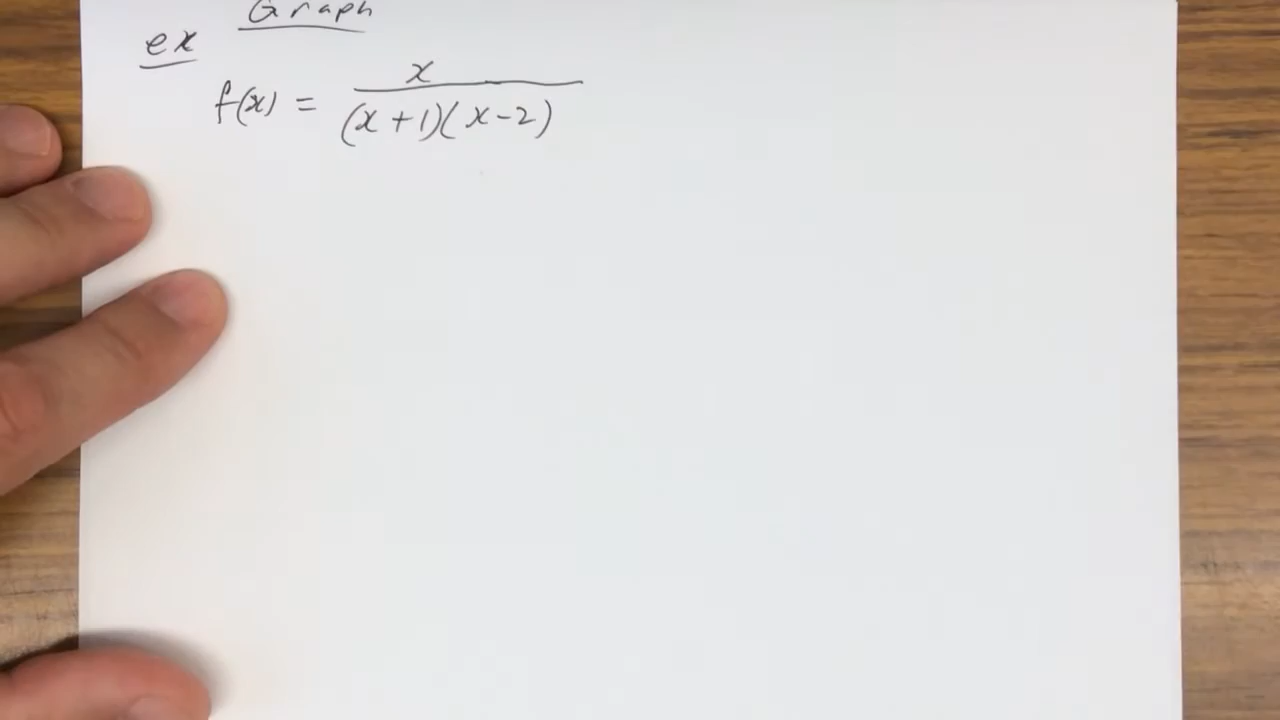 Graph
ex
f(x) = x / (x+1)(x-2)